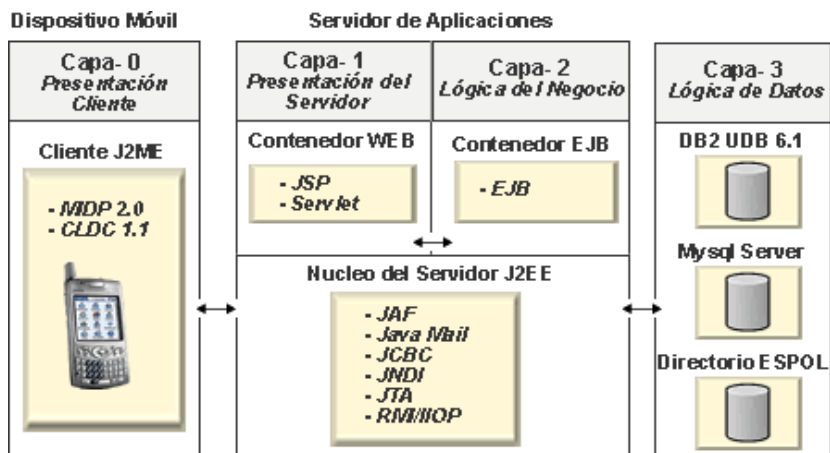 Dispositivo Móvil
Servidor de Aplicaciones
Capa- 0
Presentación
Cliente
Capa- 1
Presentación del
Servidor
Capa- 2
Lógica del Negocio
Capa- 3
Lógica de Datos
Cliente J2ME
- MIDP 2.0
- CLDC 1.1
Contenedor WEB
- JSP
- Servlet
Contenedor EJB
- EJB
Nucleo del Servidor J2EE
- JAF
- Java Mail
- JCBC
- JNDI
- JTA
- RMI/IIOP
DB2 UDB 6.1
Mysql Server
Directorio ESPOL